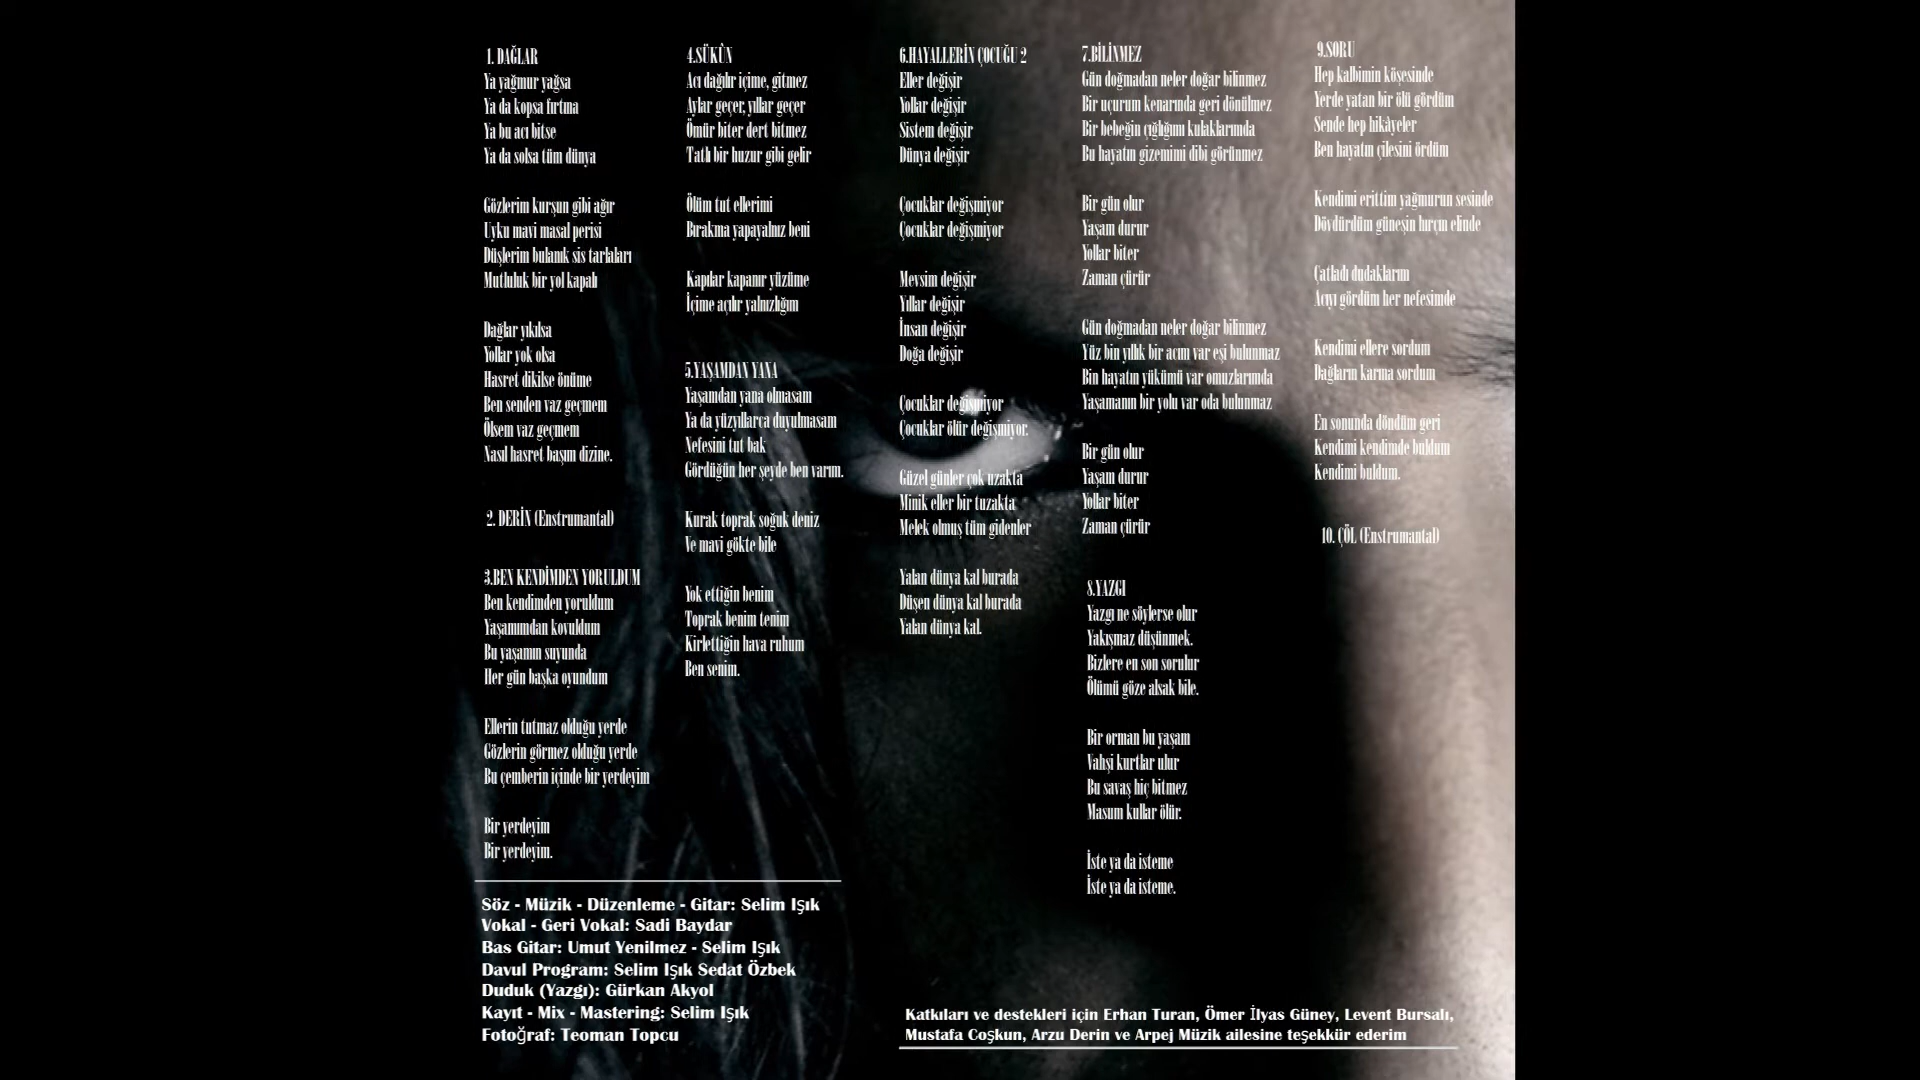 1. DAĞLAR
Ya yağmur yağsa
Ya da kopsa fırtına
Ya bu acı bitse
Ya da solsa tüm dünya
Gözlerim kurşun gibi ağır
Uyku mavi masal perisi
Düşlerim bulanık sis tarlaları
Mutluluk bir yol kapalı
Dağlar yıkılsa
Yollar yok olsa
Hasret dikilse önüme
Ben senden vaz geçmem
Ölsem vaz geçmem
Nasıl hasret başım dizine.
2. DERİN (Enstrumantal)
3.BEN KENDİMDEN YORULDUM
Ben kendimden yoruldum
Yaşamımdan kovuldum
Bu yaşamın suyunda
Her gün başka oyundum
Ellerin tutmaz olduğu yerde
Gözlerin görmez olduğu yerde
Bu çemberin içinde bir yerdeyim
Bir yerdeyim
Bir yerdeyim.
4.SÜKÛN
Acı dağılır içime, gitmez
Aylar geçer, yıllar geçer
Ömür biter dert bitmez
Tatlı bir huzur gibi gelir
Ölüm tut ellerimi
Bırakma yapayalnız beni
Kapılar kapanır yüzüme
İçime açılır yalnızlığım
5.YAŞAMDAN YANA
Yaşamdan yana olmasam
Ya da yüzyıllarca duyulmasam
Nefesini tut bak
Gördüğün her şeyde ben varım.
Kurak toprak soğuk deniz
Ve mavi gökte bile
Yok ettiğin benim
Toprak benim tenim
Kirlettiğin hava ruhum
Ben senim.
6.HAYALLERİN ÇOCUĞU 2
Eller değişir
Yollar değişir
Sistem değişir
Dünya değişir
Çocuklar değişmiyor
Çocuklar değişmiyor
Mevsim değişir
Yıllar değişir
İnsan değişir
Doğa değişir
Çocuklar değişmiyor
Çocuklar ölür değişmiyor.
Güzel günler çok uzakta
Minik eller bir tuzakta
Melek olmuş tüm gidenler
Yalan dünya kal burada
Düşen dünya kal burada
Yalan dünya kal.
7.BİLİNMEZ
Gün doğmadan neler doğar bilinmez
Bir uçurum kenarında geri dönülmez
Bir bebeğin çığlığını kulaklarımda
Bu hayatın gizemimi dibi görünmez
Bir gün olur
Yaşam durur
Yollar biter
Zaman çürür
Gün doğmadan neler doğar bilinmez
Yüz bin yıllık bir acım var eşi bulunmaz
Bin hayatın yükümü var omuzlarımda
Yaşamanın bir yolu var oda bulunmaz
Bir gün olur
Yaşam durur
Yollar biter
Zaman çürür
8.YAZGI
Yazgı ne söylerse olur
Yakışmaz düşünmek.
Bizlere en son sorulur
Ölümü göze alsak bile.
Bir orman bu yaşam
Vahşi kurtlar ulur
Bu savaş hiç bitmez
Masum kullar ölür.
İste ya da isteme
İste ya da isteme.
9.SORU
Hep kalbimin köşesinde
Yerde yatan bir ölü gördüm
Sende hep hikâyeler
Ben hayatın çilesini ördüm
Kendimi erittim yağmurun sesinde
Dövdürdüm güneşin hırçın elinde
Çatladı dudaklarım
Acıyı gördüm her nefesimde
Kendimi ellere sordum
Dağların karına sordum
En sonunda döndüm geri
Kendimi kendimde buldum
Kendimi buldum.
10. ÇÖL (Enstrumantal)
Söz - Müzik - Düzenleme - Gitar: Selim Işık
Vokal - Geri Vokal: Sadi Baydar
Bas Gitar: Umut Yenilmez - Selim Işık
Davul Program: Selim Işık Sedat Özbek
Duduk (Yazgı): Gürkan Akyol
Kayıt - Mix - Mastering: Selim Işık
Fotoğraf: Teoman Topcu
Katkıları ve destekleri için Erhan Turan, Ömer İlyas Güney, Levent Bursalı,
Mustafa Coşkun, Arzu Derin ve Arpej Müzik ailesine teşekkür ederim